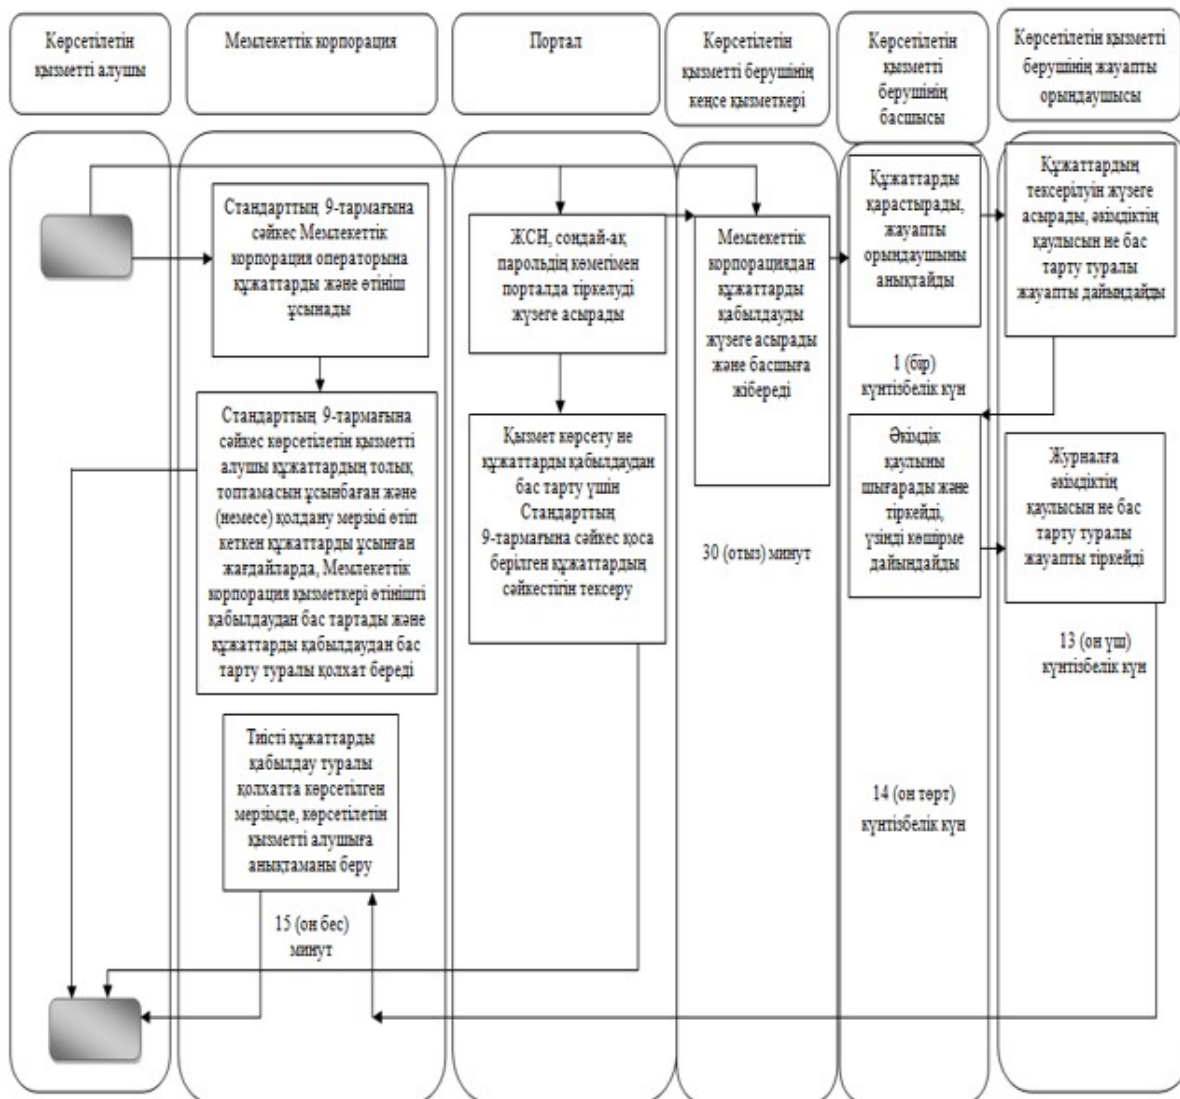 Көрсетілетін
қызметті алушы
Мемлекеттік корпорация
Портал
Көрсетілетін
қызметті берушінің
кеңсе қызметкері
Көрсетілетін
қызметті
берушінің
басшысы
Көрсетілетін қызметті
берушінің жауапты
орындаушысы
Стандарттың 9-тармағына
сәйкес Мемлекеттік
корпорация операторына
құжаттарды және өтініш
ұсынады
Стандарттың 9-тармағына
сәйкес көрсетілетін қызметті
алушы құжаттардың толық
топтамасын ұсынбаған және
(немесе) қолдану мерзімі өтіп
кеткен құжаттарды ұсынған
жағдайларда, Мемлекеттік
корпорация қызметкері өтінішті
қабылдаудан бас тартады және
құжаттарды қабылдаудан бас
тарту туралы қолхат береді
Тиісті құжаттарды
қабылдау туралы
қолхатта көрсетілген
мерзімде, көрсетілетін
қызметті алушыға
анықтаманы беру
15 (он бес)
минут
ЖСН, сондай-ақ
парольдің көмегімен
порталда тіркелуді
жүзеге асырады
Қызмет көрсету не
құжаттарды қабылдаудан
бас тарту үшін
Стандарттың
9-тармағына сәйкес қоса
берілген құжаттардың
сәйкестігін тексеру
Мемлекеттік
корпорациядан
құжаттарды
қабылдауды
жүзеге асырады
және басшыға
жібереді
30 (отыз) минут
Құжаттарды
қарастырады,
жауапты
орындаушыны
анықтайды
1 (бір)
күнтізбелік күн
Әкімдік
қаулыны
шығарады және
тіркейді,
үзінді көшірме
дайындайды
14 (он төрт)
күнтізбелік күн
Құжаттардың
тексерілуін жүзеге
асырады, әкімдіктің
қаулысын не бас
тарту туралы
жауапты дайындайды
Журналға
әкімдіктің
қаулысын не бас
тарту туралы
жауапты тіркейді
13 (он үш)
күнтізбелік күн